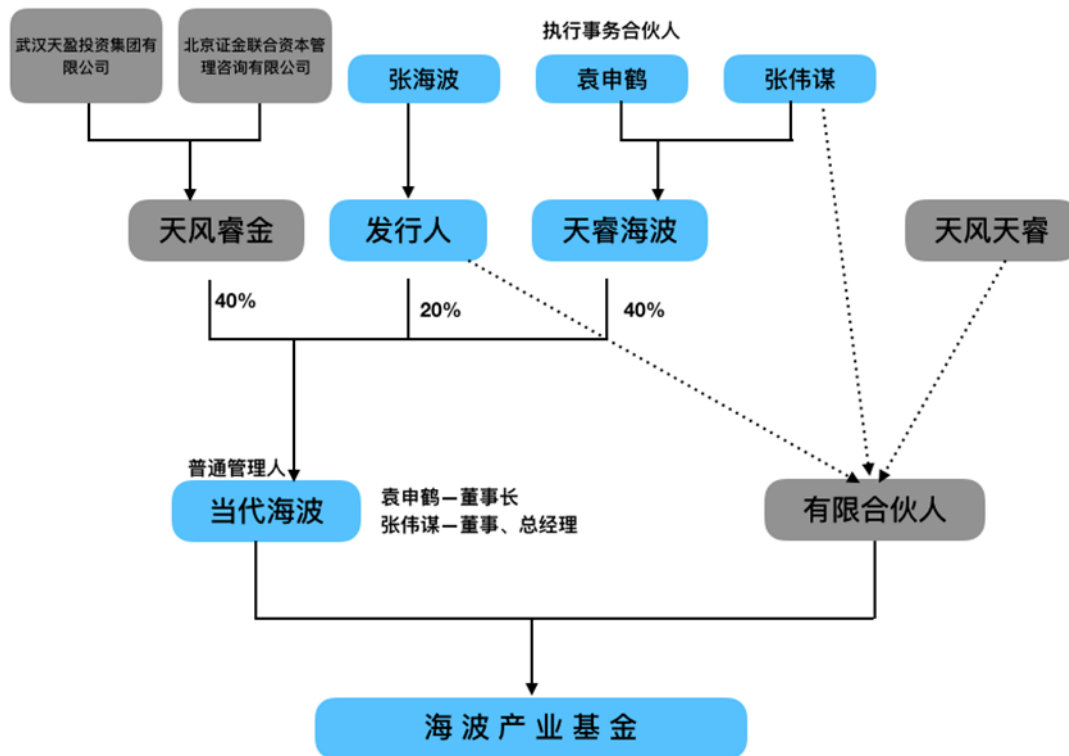 执行事务合伙人
武汉天盈投资集团有
限公司
北京证金联合资本管
理咨询有限公司
张海波
袁申鹤
张伟谋
天风睿金
发行人
天睿海波
天风天睿
40%
20%
40%
普通管理人
当代海波
袁申鹤—董事长
张伟谋—董事、总经理
有限合伙人
海波产业基金